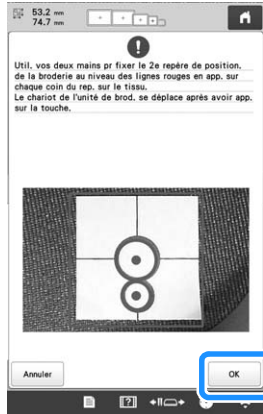 53.2 mm
74.7 mm
Util. vos deux mains pr fixer le 2e repère de position.
de la broderie au niveau des lignes rouges en app. sur
chaque coin du rep. sur le tissu.
Le chariot de l'unité de brod. se déplace après avoir app.
sur la touche.
Annuler
OK